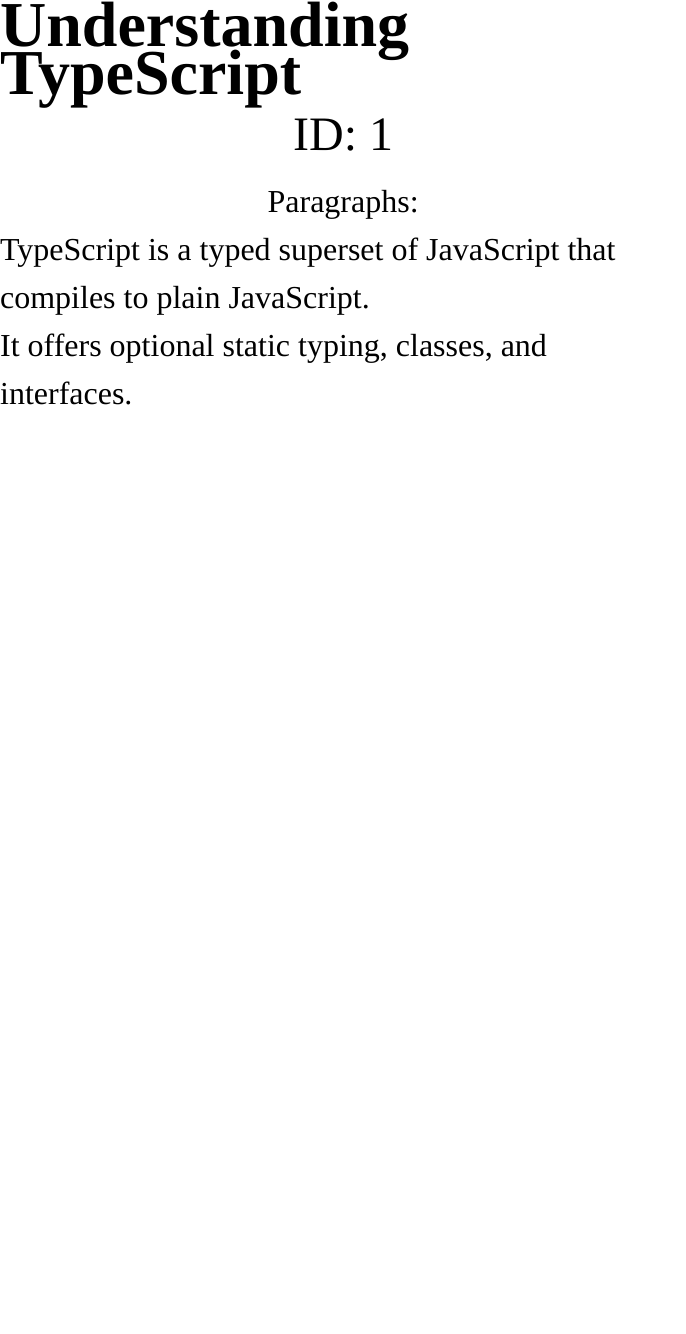 Understanding
TypeScript
ID: 1
Paragraphs:
TypeScript is a typed superset of JavaScript that
compiles to plain JavaScript.
It offers optional static typing, classes, and
interfaces.